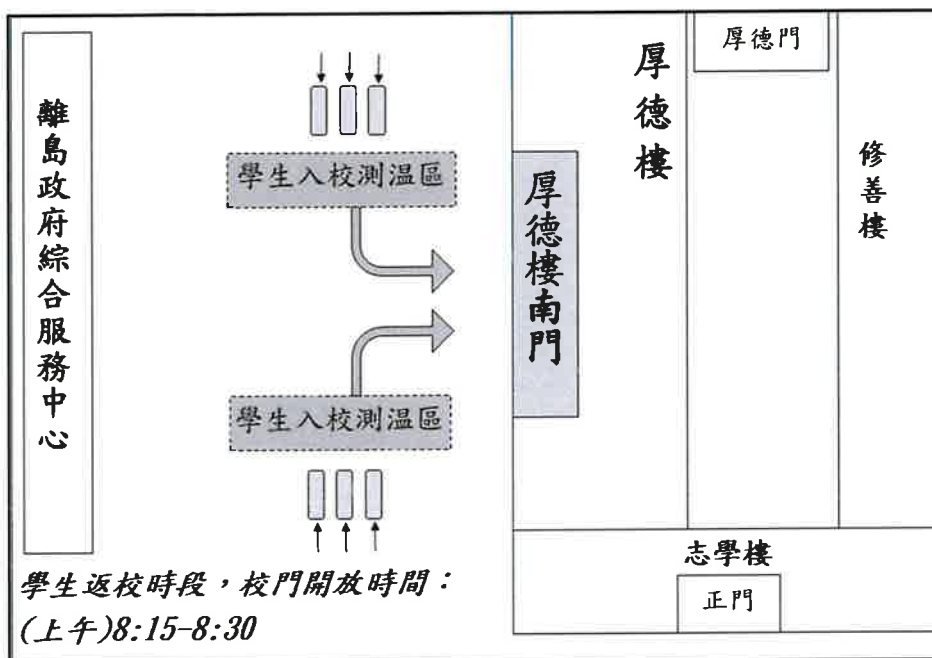 離島政府綜合服務中心
學生入校測温區
學生入校測温區
學生返校時段，校門開放時間：
(上午)8:15-8:30
厚德樓南門
厚德樓
厚德門
修善樓
志學樓
正門